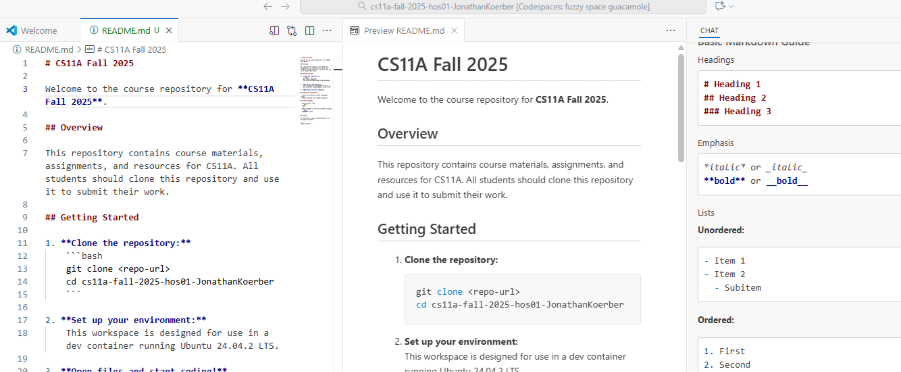 cs11a-fall-2025-hos01-JonathanKoerber [Codespaces: fuzzy space guacamole]
Welcome
README.md U
README.md > # CS11A Fall 2025
1 # CS11A Fall 2025
2
3 Welcome to the course repository for **CS11A
Fall 2025**.
4
5 ## Overview
6
7 This repository contains course materials,
assignments, and resources for CS11A. All
students should clone this repository and use
it to submit their work.
8
9 ## Getting Started
10
11 1. **Clone the repository:**
12 ```bash
13 git clone <repo-url>
14 cd cs11a-fall-2025-hos01-JonathanKoerber
15 ```
16
17 2. **Set up your environment:**
18 This workspace is designed for use in a
dev container running Ubuntu 24.04.2 LTS.
19
20 3. **Open files and start coding!**
Preview README.md
CS11A Fall 2025
Welcome to the course repository for CS11A Fall 2025.
Overview
This repository contains course materials, assignments, and
resources for CS11A. All students should clone this repository
and use it to submit their work.
Getting Started
1. Clone the repository:
git clone <repo-url>
cd cs11a-fall-2025-hos01-JonathanKoerber
2. Set up your environment:
This workspace is designed for use in a dev container
running Ubuntu 24.04.2 LTS.
CHAT
Basic Markdown Guide
Headings
# Heading 1
## Heading 2
### Heading 3
Emphasis
*italic* or _italic_
**bold** or __bold__
Lists
Unordered:
- Item 1
- Item 2
- Subitem
Ordered:
1. First
2. Second